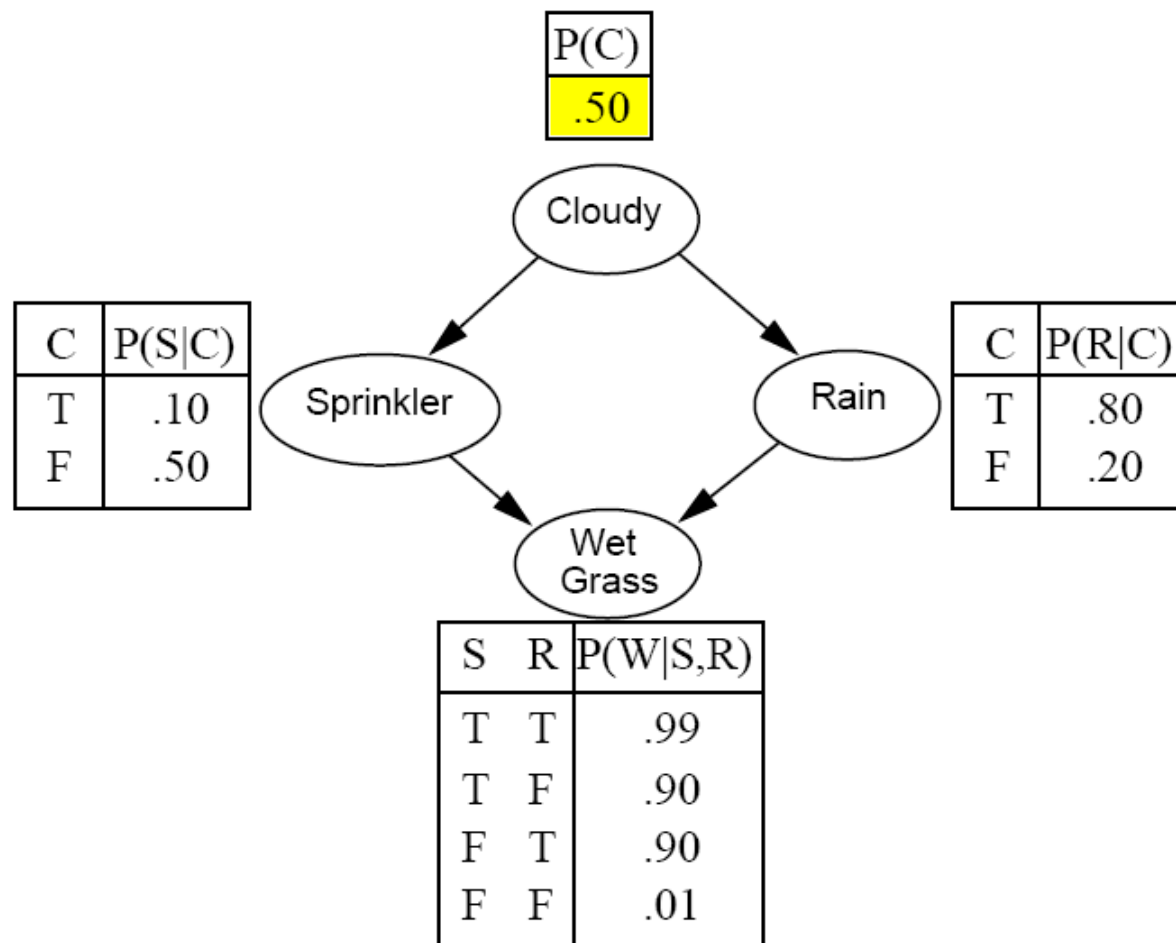 P(C)
.50
Cloudy
C P(S|C)
T .10
F .50
Sprinkler
Rain
C P(R|C)
T .80
F .20
Wet
Grass
S R P(W|S,R)
T T .99
T F .90
F T .90
F F .01